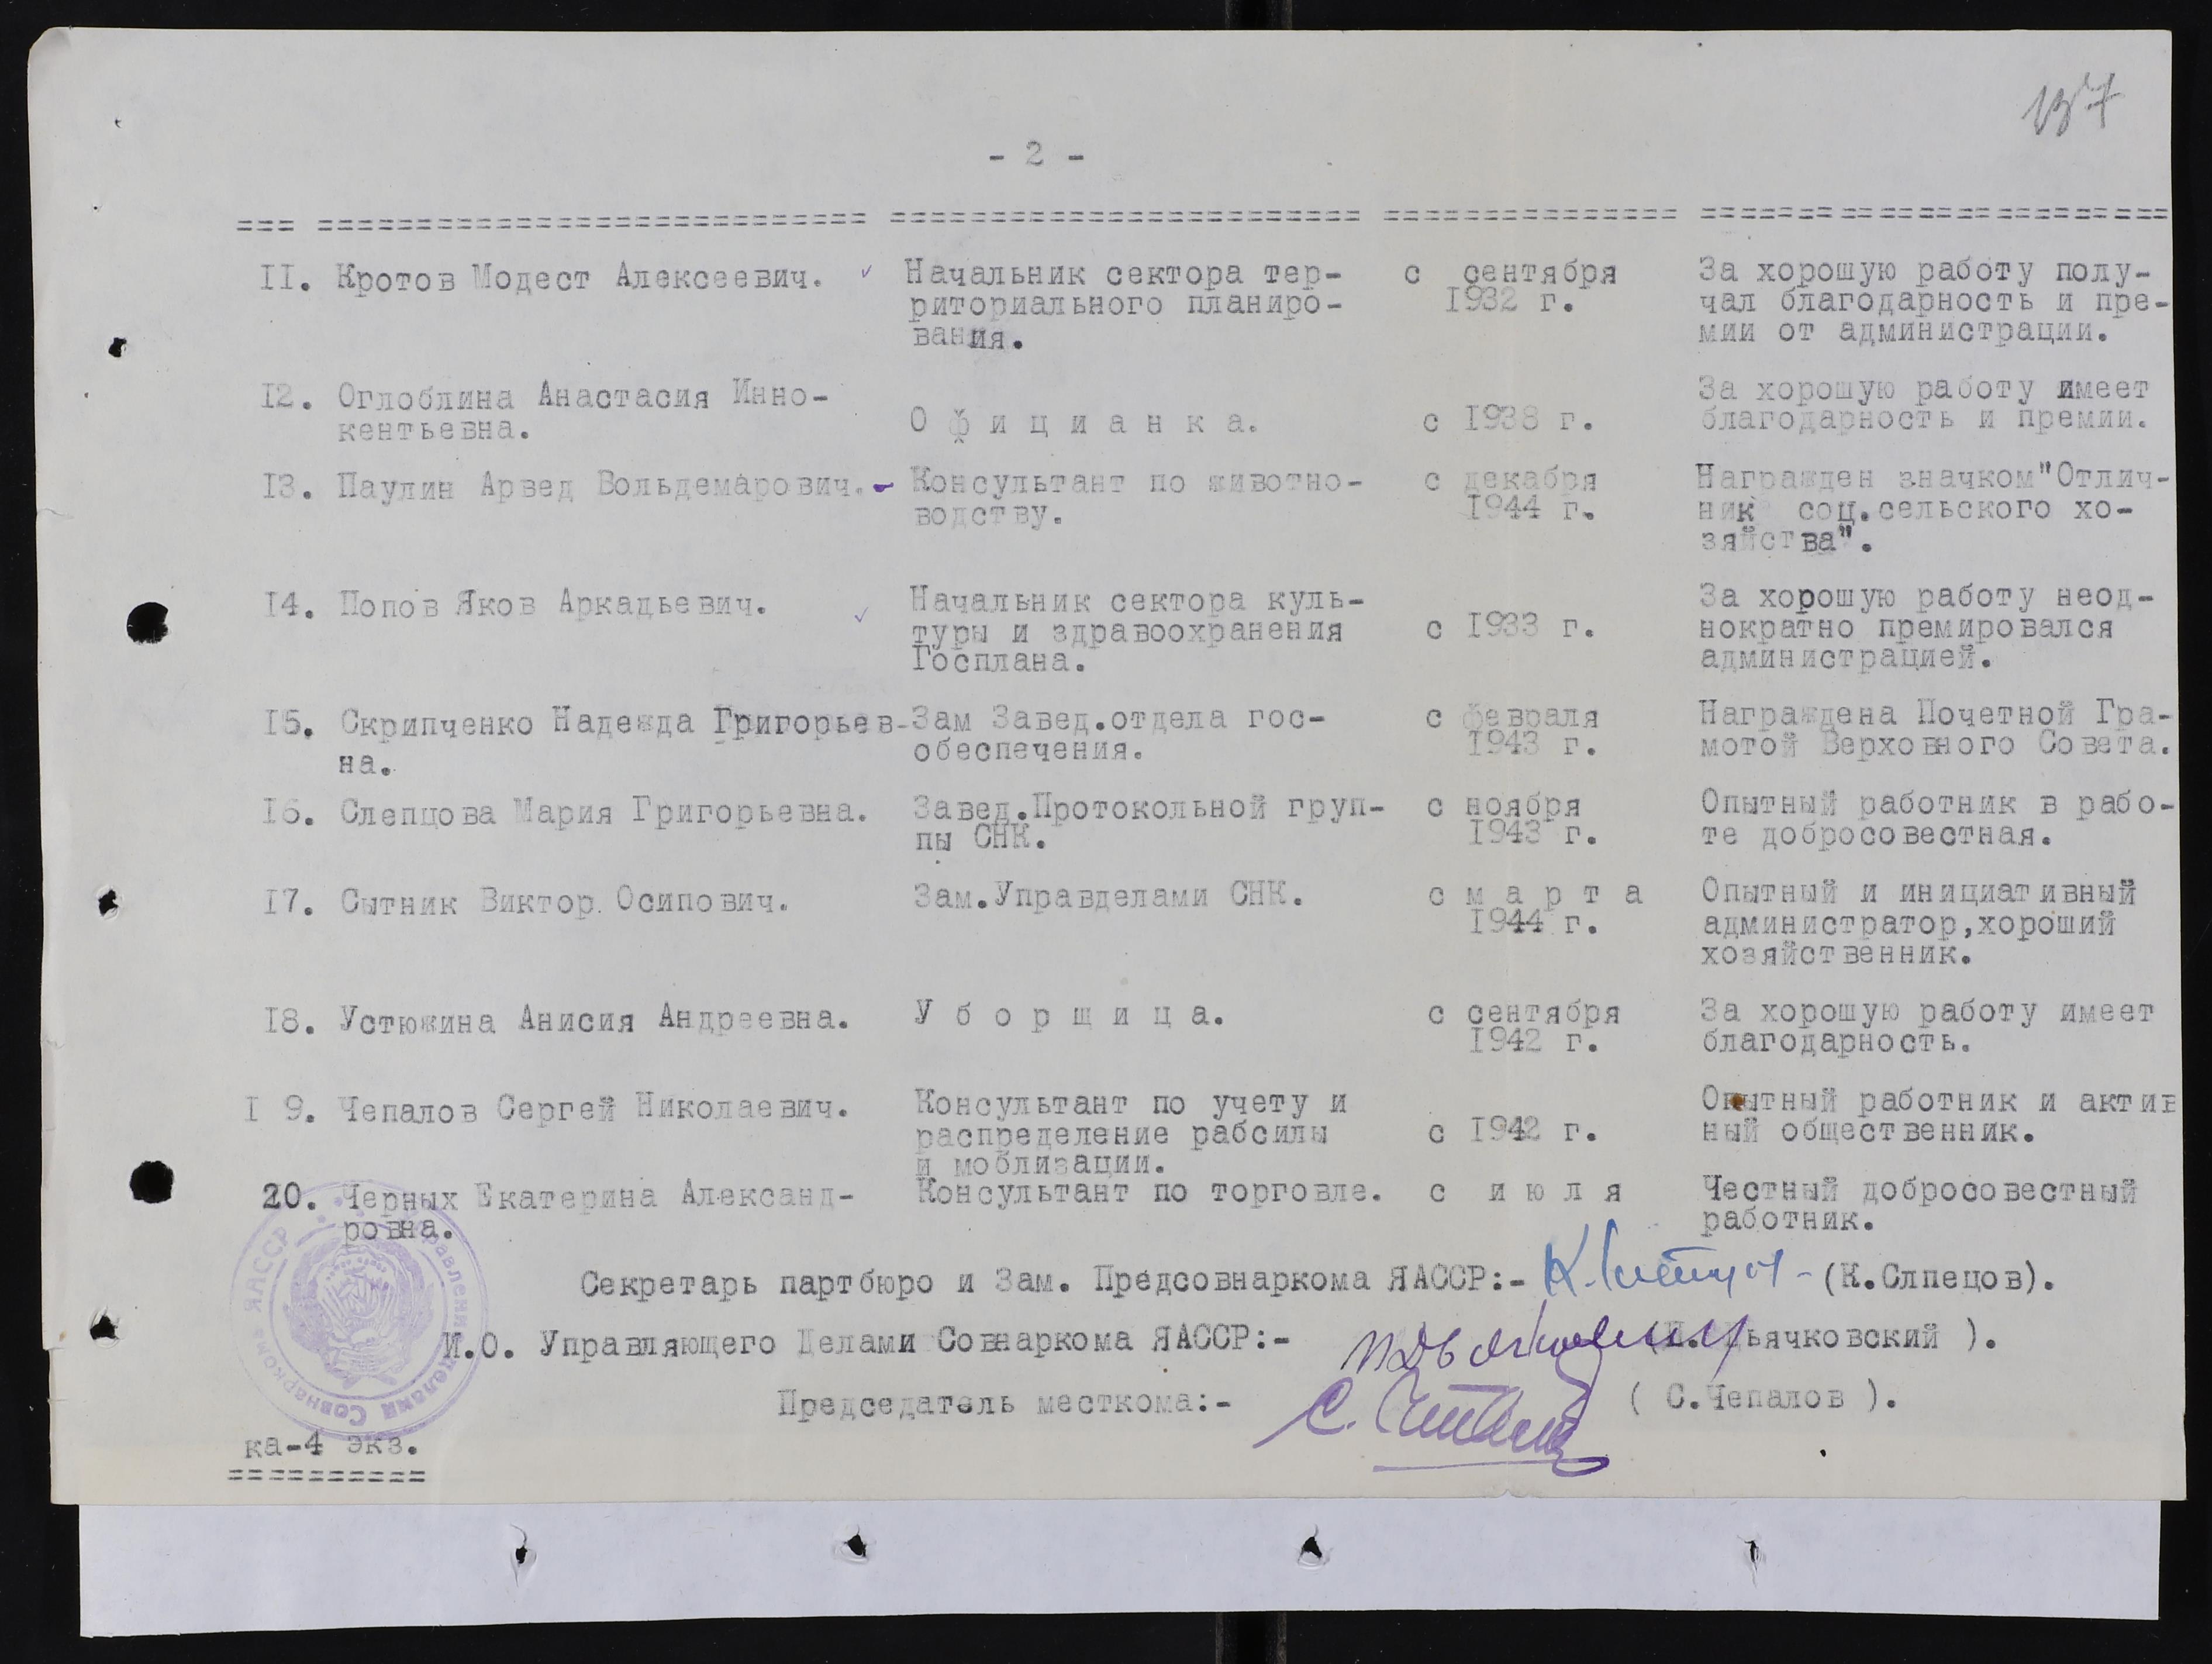 137
- 2 -
=== ============================ ======================== =============== ========================
II. Кротов Модест Алексеевич. ✓ Начальник сектора тер- с сентября За хорошую работу полу-
риториального планиро- 1932 г. чал благодарность и пре-
вания. мии от администрации.
I2. Оглоблина Анастасия Инно- За хорошую работу имеет
кентьевна. О ф и ц и а н к а. с 1938 г. благодарность и премии.
I3. Паулин Арвед Вольдемарович. - Консультант по животно- с декабря Награжден значком "Отлич-
водству. 1944 г. ник соц.сельского хо-
зяйства".
I4. Попов Яков Аркадьевич. ✓ Начальник сектора куль- За хорошую работу неод-
туры и здравоохранения с 1933 г. нократно премировался
Госплана. администрацией.
I5. Скрипченко Надежда Григорьев- Зам Завед.отдела гос- с февраля Награждена Почетной Гра-
на. обеспечения. 1943 г. мотой Верховного Совета.
I6. Слепцова Мария Григорьевна. Завед.Протокольной груп- с ноября Опытный работник в рабо-
пы СНК. 1943 г. те добросовестная.
I7. Сытник Виктор Осипович. Зам.Управделами СНК. с м а р т а Опытный и инициативный
1944 г. администратор,хороший
хозяйственник.
I8. Устюжина Анисия Андреевна. У б о р щ и ц а. с сентября За хорошую работу имеет
1942 г. благодарность.
I 9. Чепалов Сергей Николаевич. Консультант по учету и Опытный работник и актив
распределение рабсилы с 1942 г. ный общественник.
и моблизации.
20. Черных Екатерина Александ- Консультант по торговле. с и ю л я Честный добросовестный
ровна. работник.
Секретарь партбюро и Зам. Предсовнаркома ЯАССР:- (К.Слпецов).
И.О. Управляющего Делами Совнаркома ЯАССР:- (П. Дьячковский ).
Председатель месткома:- ( С.Чепалов ).
Управление делами Совнаркома ЯАССР
ка-4 экз.
==========